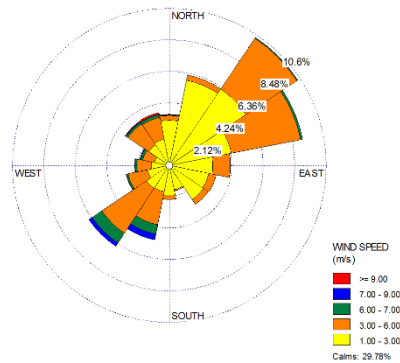 NORTH
10.6%
8.48%
6.36%
4.24%
2.12%
WEST
EAST
SOUTH
WIND SPEED
(m/s)
>= 9.00
7.00 - 9.00
6.00 - 7.00
3.00 - 6.00
1.00 - 3.00
Calms: 29.78%